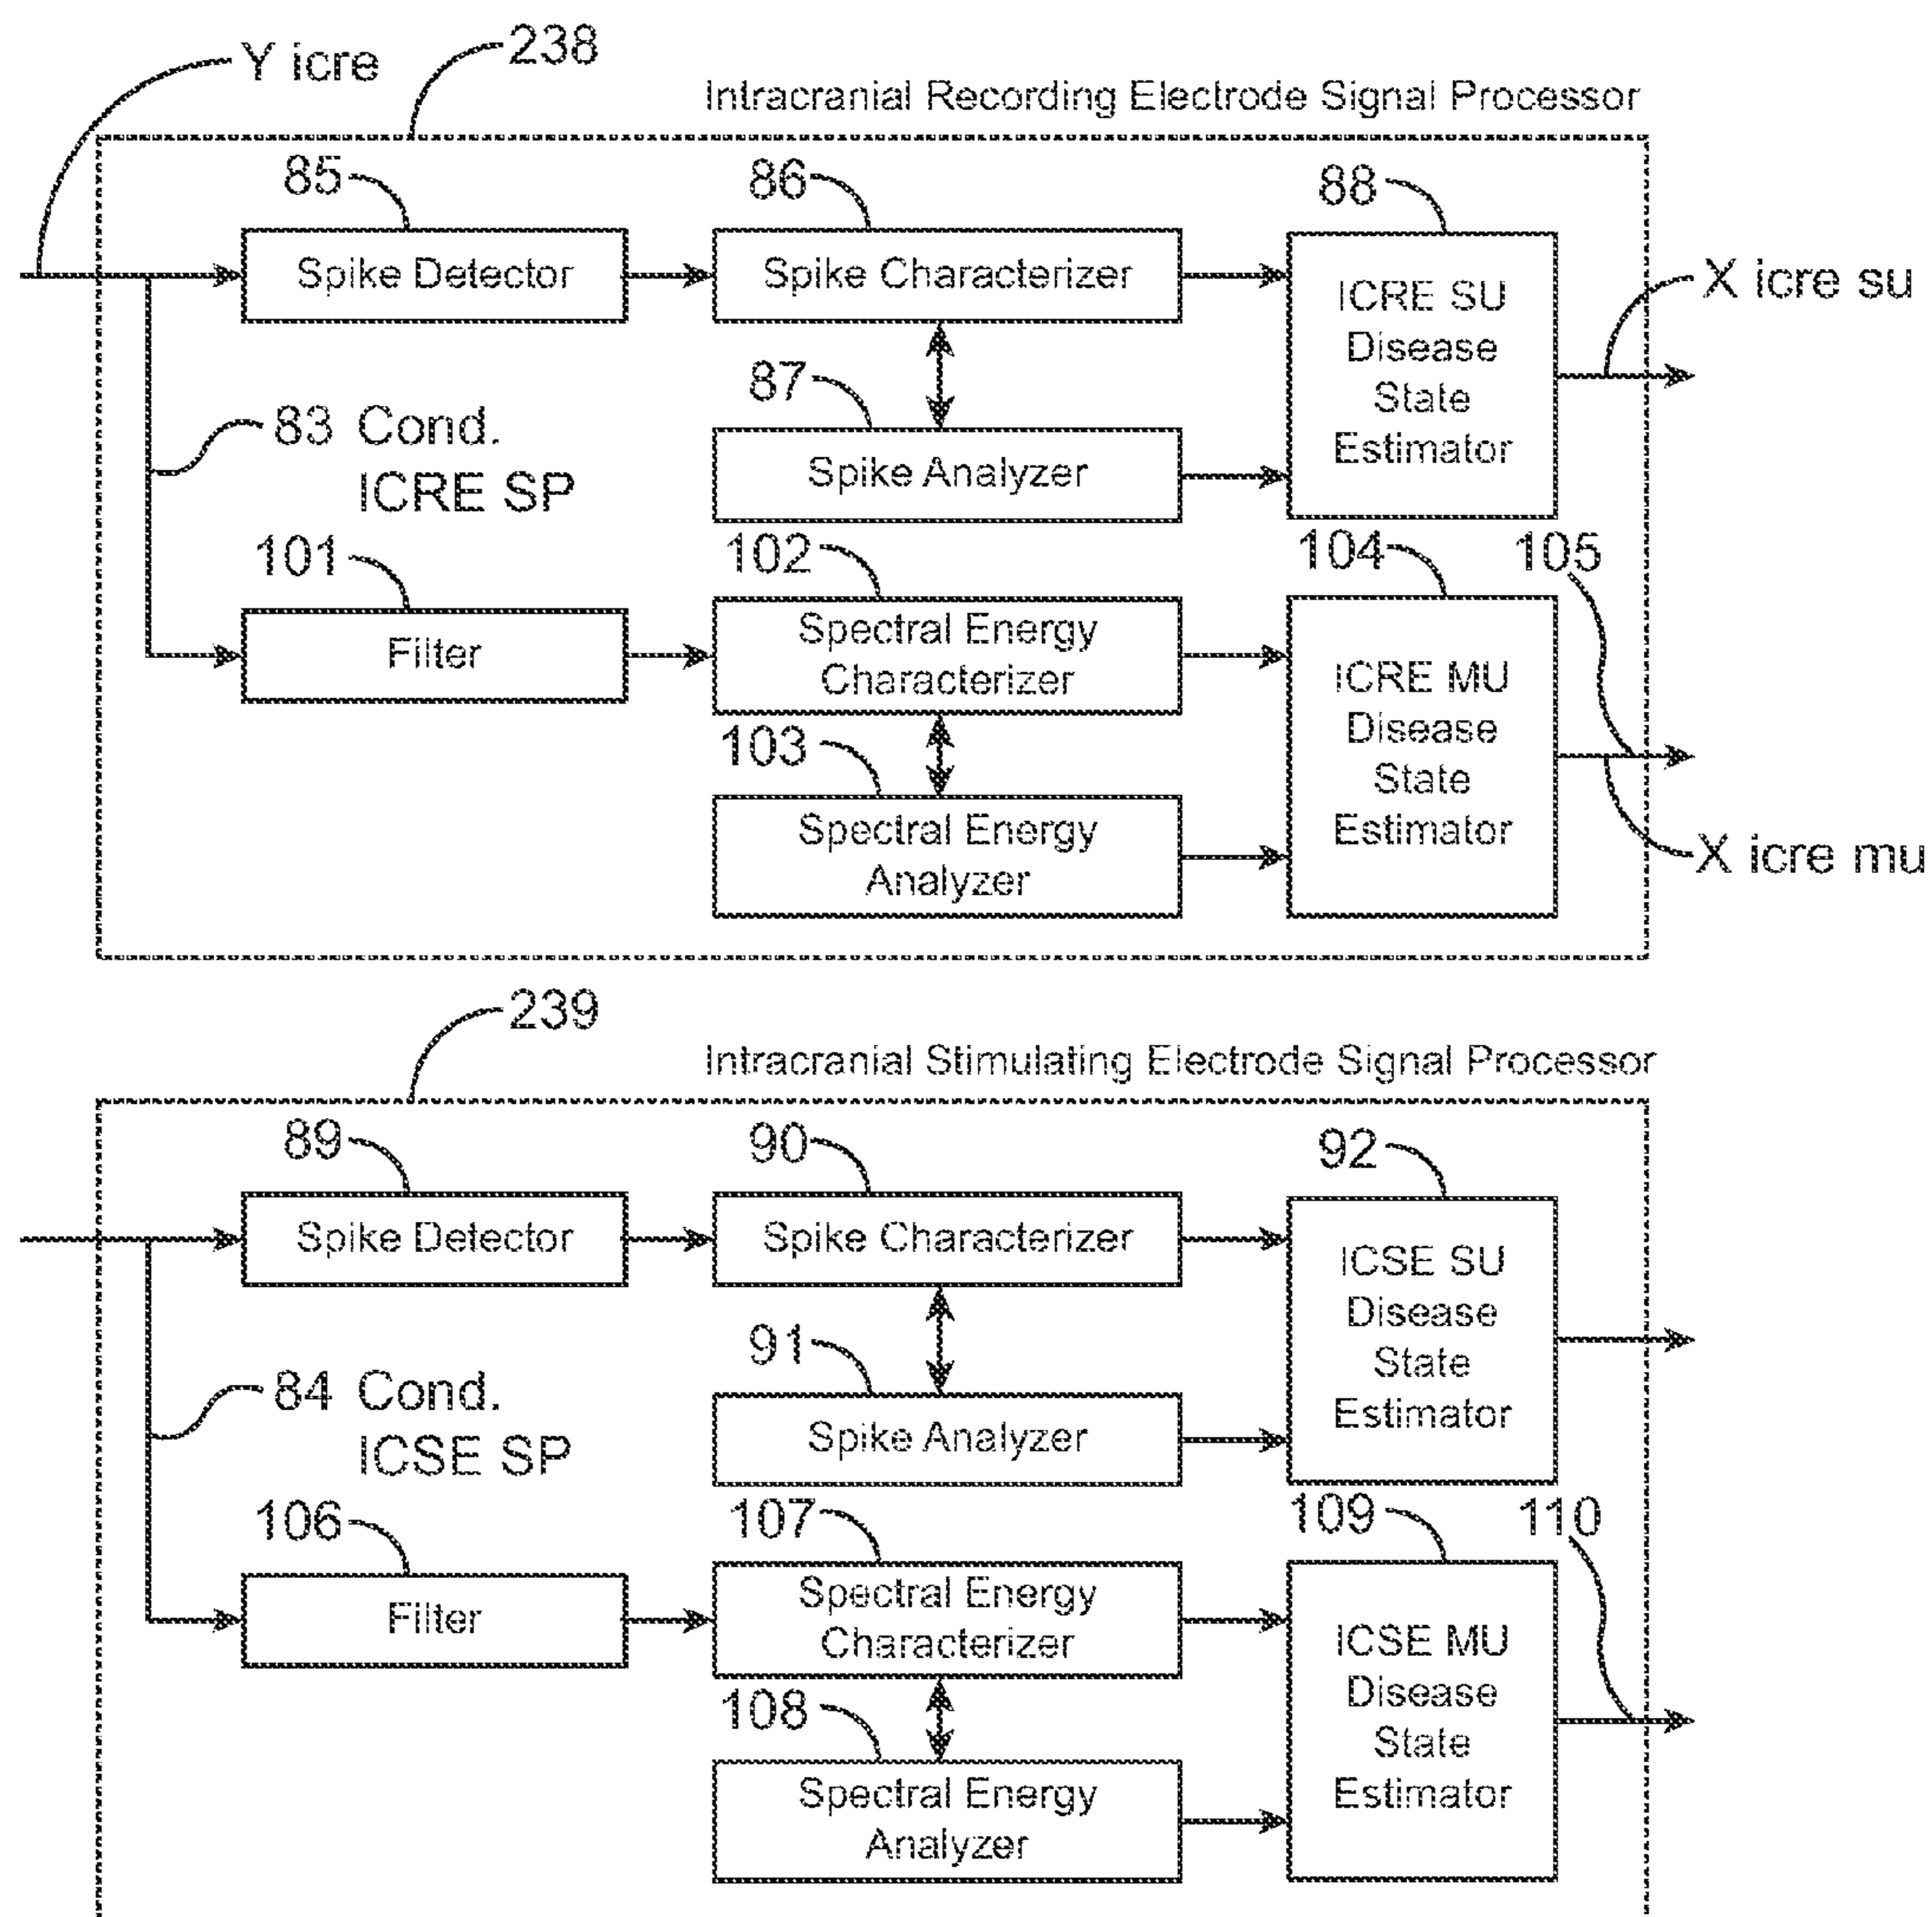 Y icre
238
Intracranial Recording Electrode Signal Processor
85
86
88
Spike Detector
Spike Characterizer
ICRE SU
Disease
State
Estimator
X icre su
87
Spike Analyzer
83 Cond.
ICRE SP
101
102
104
105
Filter
Spectral Energy
Characterizer
ICRE MU
Disease
State
Estimator
103
Spectral Energy
Analyzer
X icre mu
239
Intracranial Stimulating Electrode Signal Processor
89
90
92
Spike Detector
Spike Characterizer
ICSE SU
Disease
State
Estimator
91
Spike Analyzer
84 Cond.
ICSE SP
106
107
109
110
Filter
Spectral Energy
Characterizer
ICSE MU
Disease
State
Estimator
108
Spectral Energy
Analyzer